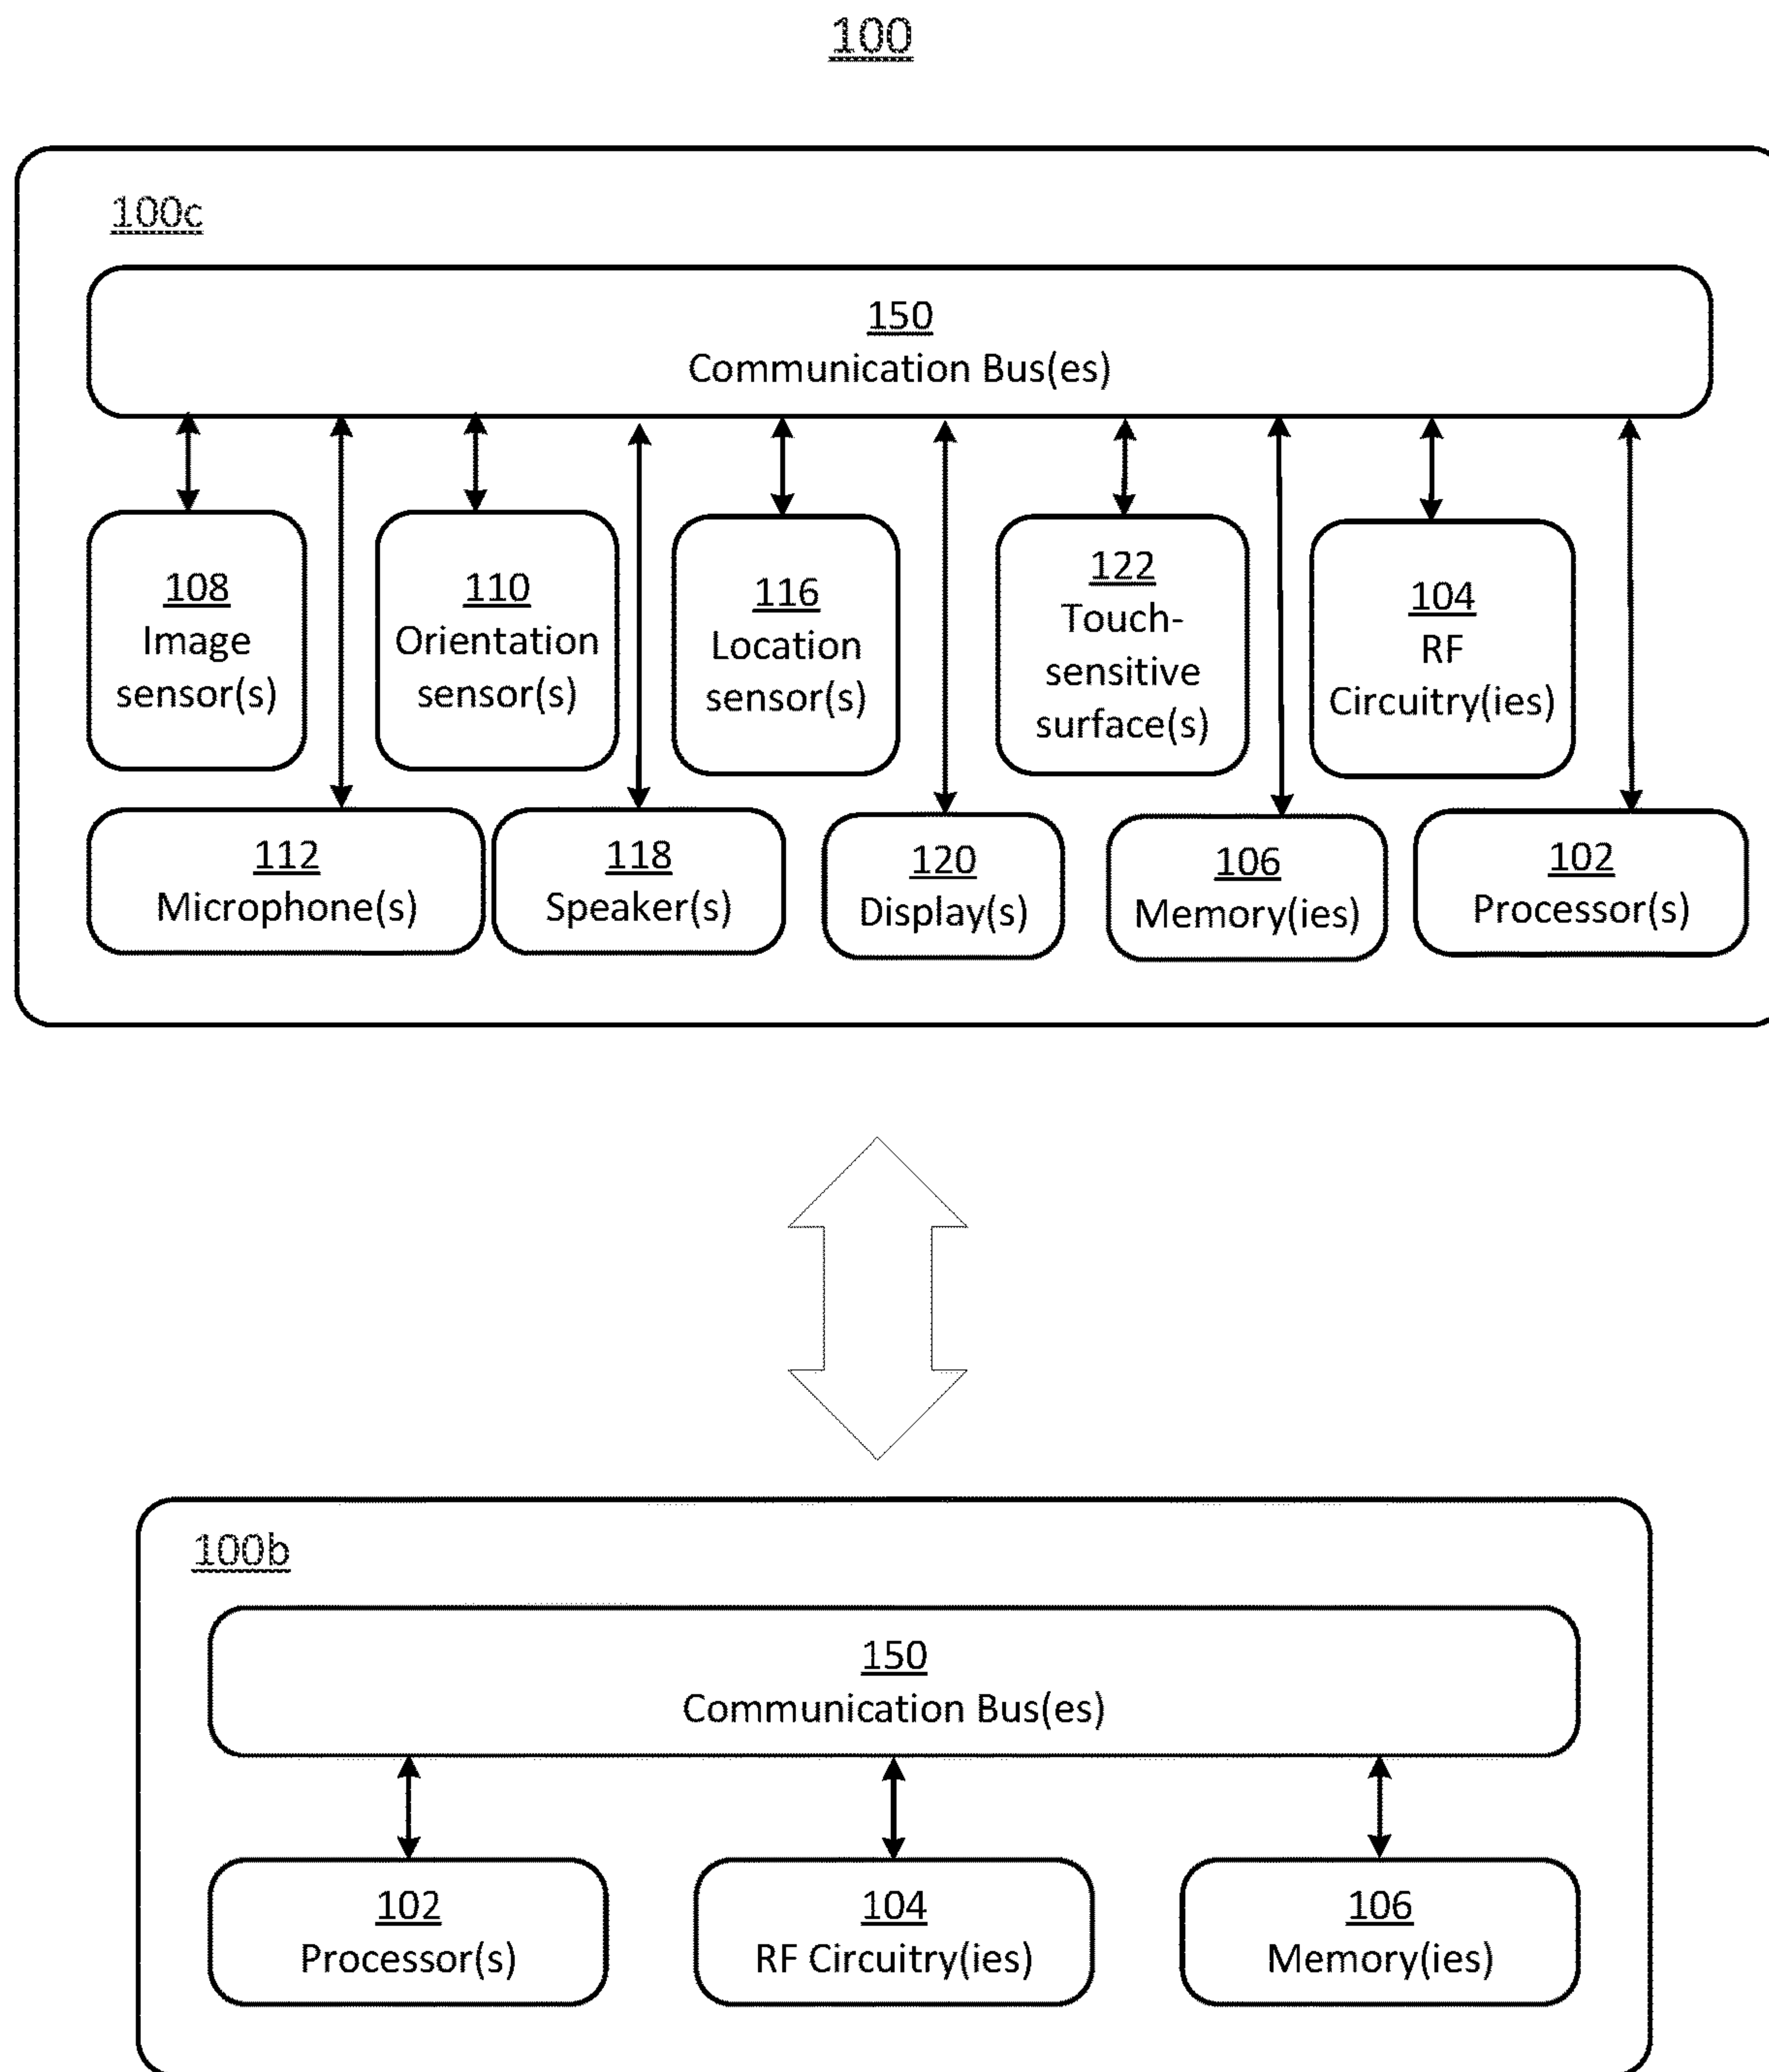 100
100c
150
Communication Bus(es)
108
Image
sensor(s)
110
Orientation
sensor(s)
116
Location
sensor(s)
122
Touch-
sensitive
surface(s)
104
RF
Circuitry(ies)
112
Microphone(s)
118
Speaker(s)
120
Display(s)
106
Memory(ies)
102
Processor(s)
100b
150
Communication Bus(es)
102
Processor(s)
104
RF Circuitry(ies)
106
Memory(ies)